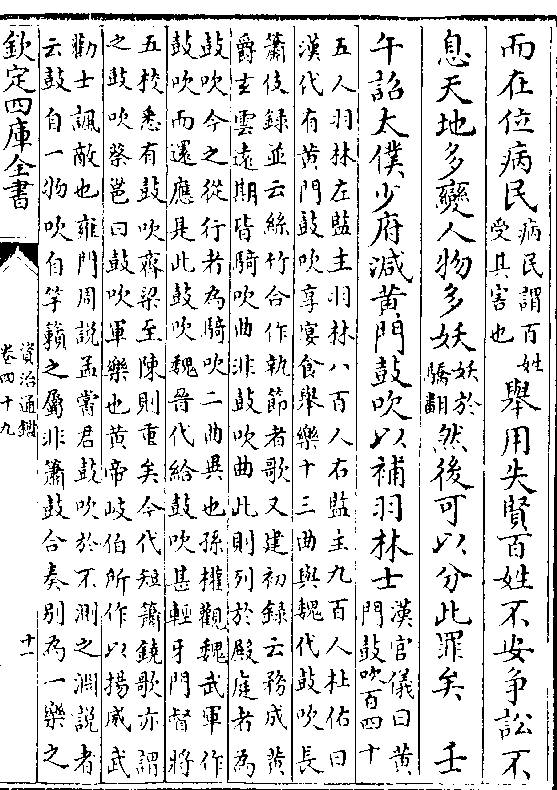 而在位病民病民謂百姓
受其害也舉用失賢百姓不安爭訟不
息天地多變人物多妖妖於
驕翻然後可以分此罪矣 壬
午詔太僕少府減黃門鼓吹以補羽林士漢官儀曰黃
門鼓吹百四十
五人羽林左監主羽林八百人右監主九百人杜佑曰
漢代有黃門鼓吹享宴食舉樂十三曲與魏代鼓吹長
簫伎錄並云絲竹合作執節者歌又建初錄云務成黃
爵𤣥雲遠期皆騎吹曲非鼓吹曲此則列於殿庭者為
鼓吹今之從行者為騎吹二曲異也孫權觀魏武軍作
鼓吹而還應是此鼓吹魏晉代給鼓吹甚輕牙門督將
五校悉有鼓吹齊梁至陳則重矣今代短簫鐃歌亦謂
之鼓吹蔡邕曰鼓吹軍樂也黃帝岐伯所作以揚威武
勸士諷敵也雍門周說孟嘗君鼓吹於不測之淵說者
云鼓自一物吹自竽籟之屬非簫鼓合奏別為一樂之
欽定四庫全書
資治通鑑
卷四十九
十一